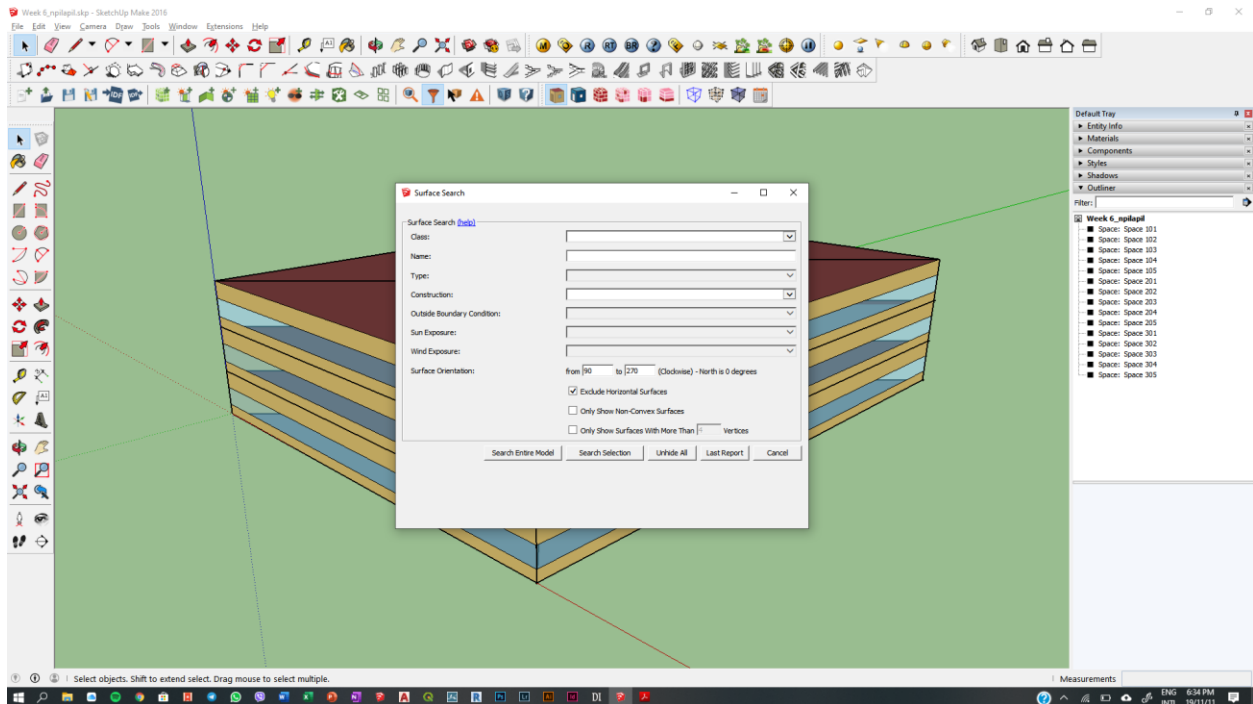 Week 6_npilapil.skp - SketchUp Make 2016
File Edit View Camera Draw Tools Window Extensions Help
Default Tray
Entity Info
Materials
Components
Styles
Shadows
Outliner
Filter:
Week 6_npilapil
Space: Space 101
Space: Space 102
Space: Space 103
Space: Space 104
Space: Space 105
Space: Space 201
Space: Space 202
Space: Space 203
Space: Space 204
Space: Space 205
Space: Space 301
Space: Space 302
Space: Space 303
Space: Space 304
Space: Space 305
Surface Search
Surface Search (help)
Class:
Name:
Type:
Construction:
Outside Boundary Condition:
Sun Exposure:
Wind Exposure:
Surface Orientation: from 90 to 270 (Clockwise) - North is 0 degrees
Exclude Horizontal Surfaces
Only Show Non-Convex Surfaces
Only Show Surfaces With More Than 4 Vertices
Search Entire Model Search Selection Unhide All Last Report Cancel
Select objects. Shift to extend select. Drag mouse to select multiple.
Measurements
ENG 6:34 PM
INTL 19/11/11